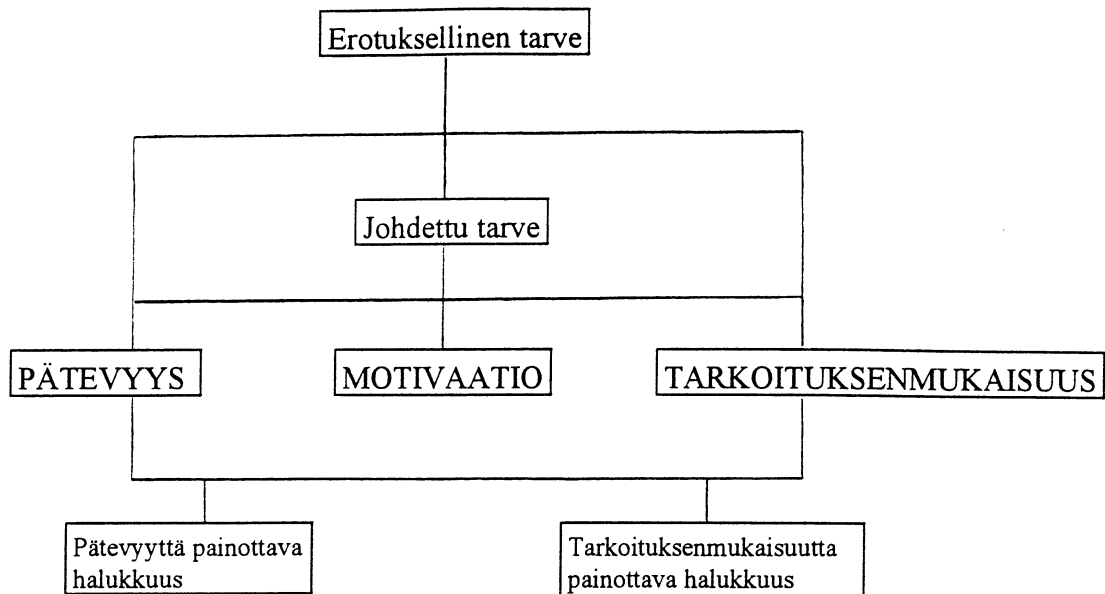 Erotuksellinen tarve
Johdettu tarve
PÄTEVYYS
MOTIVAATIO
TARKOITUKSENMUKAISUUS
Pätevyyttä painottava
halukkuus
Tarkoituksenmukaisuutta
painottava halukkuus